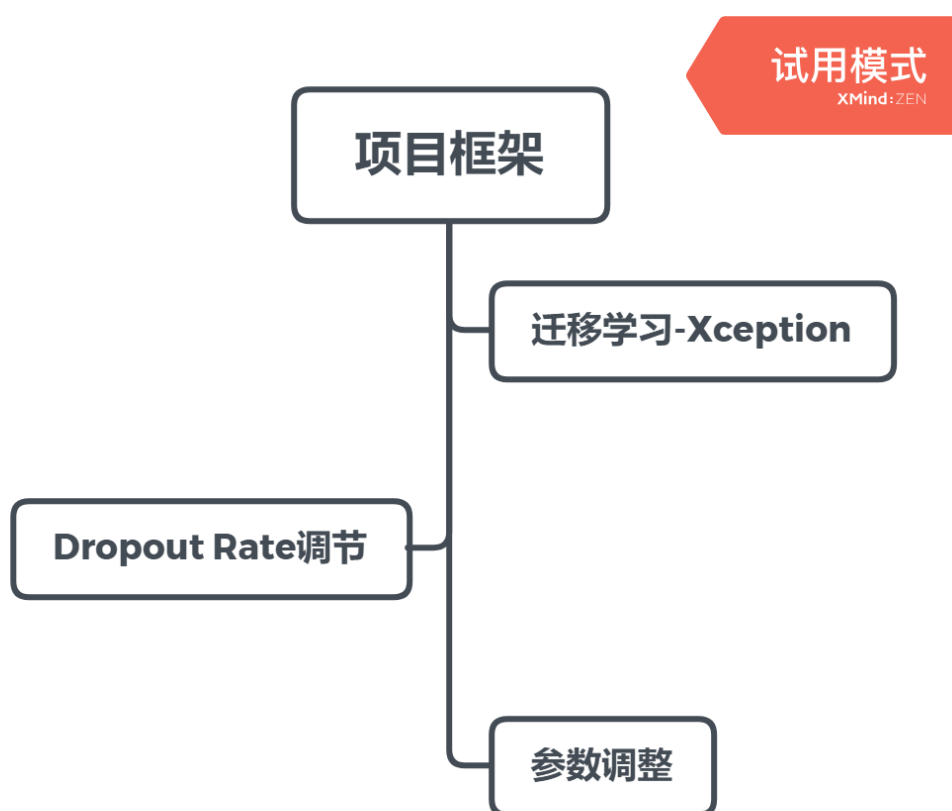 试用模式
XMind:ZEN
项目框架
迁移学习-Xception
Dropout Rate调节
参数调整